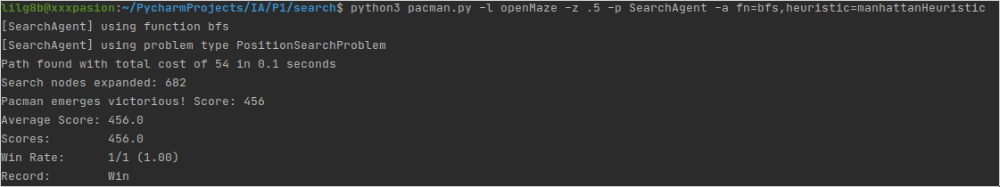 lilg8b@xxxpasion:~/PycharmProjects/IA/P1/search$ python3 pacman.py -l openMaze -z .5 -p SearchAgent -a fn=bfs,heuristic=manhattanHeuristic
[SearchAgent] using function bfs
[SearchAgent] using problem type PositionSearchProblem
Path found with total cost of 54 in 0.1 seconds
Search nodes expanded: 682
Pacman emerges victorious! Score: 456
Average Score: 456.0
Scores:        456.0
Win Rate:      1/1 (1.00)
Record:        Win